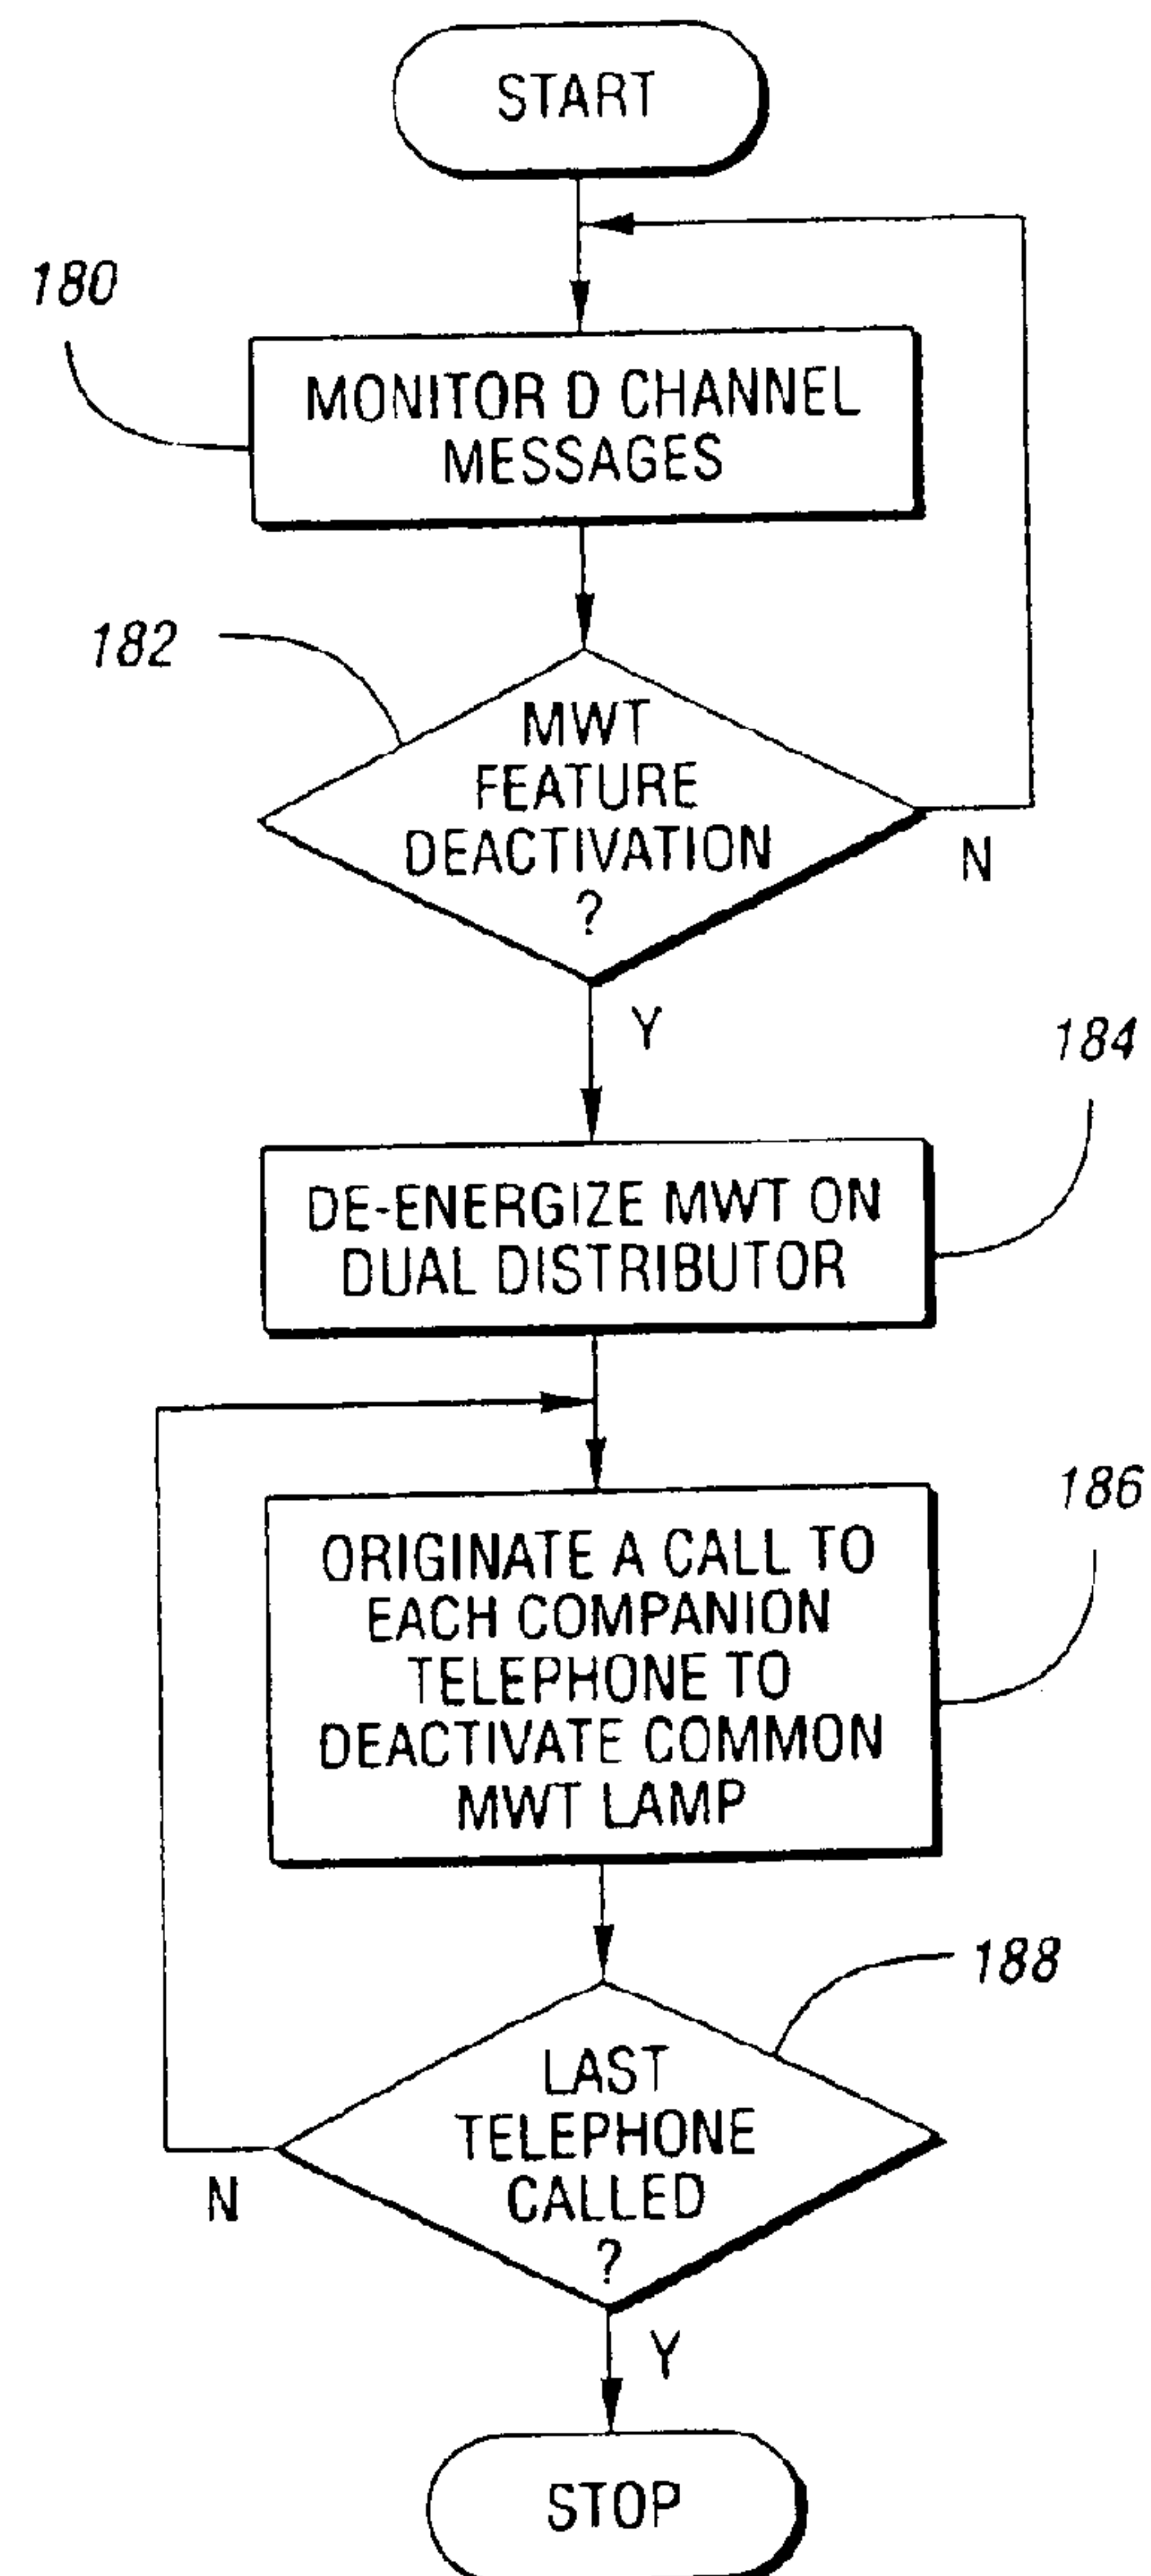 START
180
MONITOR D CHANNEL
MESSAGES
182
MWT
FEATURE
DEACTIVATION
?
N
Y
184
DE-ENERGIZE MWT ON
DUAL DISTRIBUTOR
186
ORIGINATE A CALL TO
EACH COMPANION
TELEPHONE TO
DEACTIVATE COMMON
MWT LAMP
188
LAST
TELEPHONE
CALLED
?
N
Y
STOP